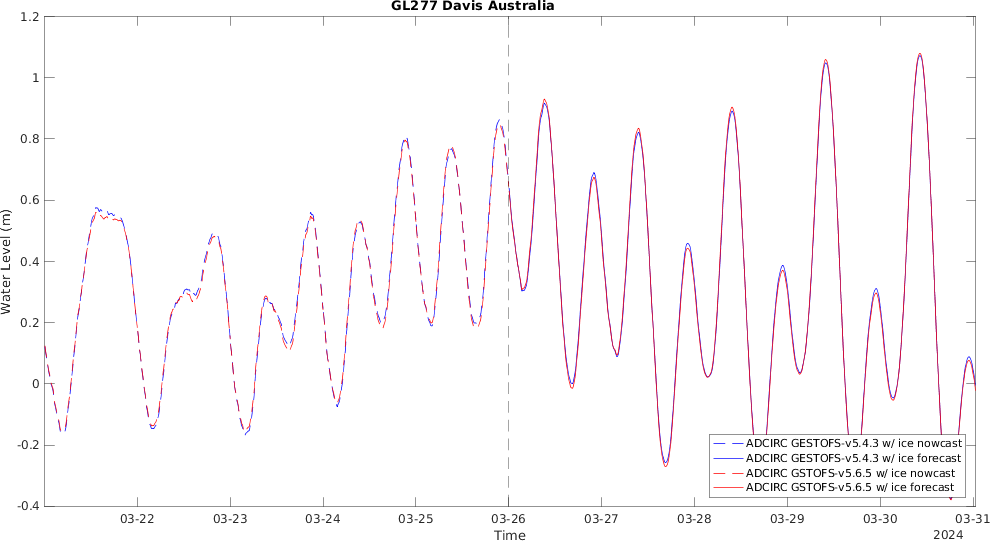 GL277 Davis Australia
1.2
1
0.8
0.6
0.4
0.2
0
-0.2
-0.4
Water Level (m)
ADCIRC GESTOFS-v5.4.3 w/ ice nowcast
ADCIRC GESTOFS-v5.4.3 w/ ice forecast
ADCIRC GSTOFS-v5.6.5 w/ ice nowcast
ADCIRC GSTOFS-v5.6.5 w/ ice forecast
03-22 03-23 03-24 03-25 03-26 03-27 03-28 03-29 03-30 03-31
Time
2024